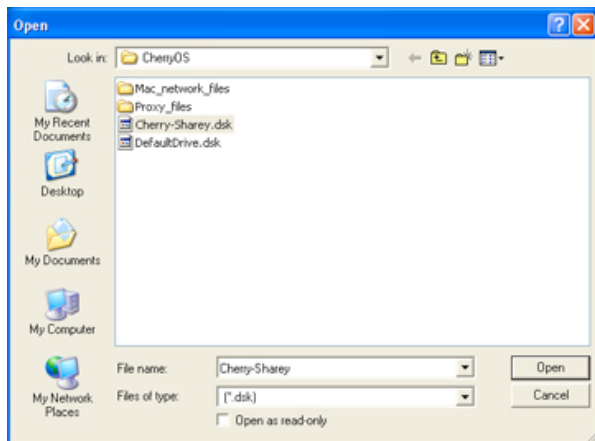 Open
Look in: CherryOS
Mac_network_files
Proxy_files
Cherry-Sharey.dsk
DefaultDrive.dsk
My Recent
Documents
Desktop
My Documents
My Computer
My Network
Places
File name: Cherry-Sharey
Open
Files of type: (*.dsk)
Cancel
Open as read-only